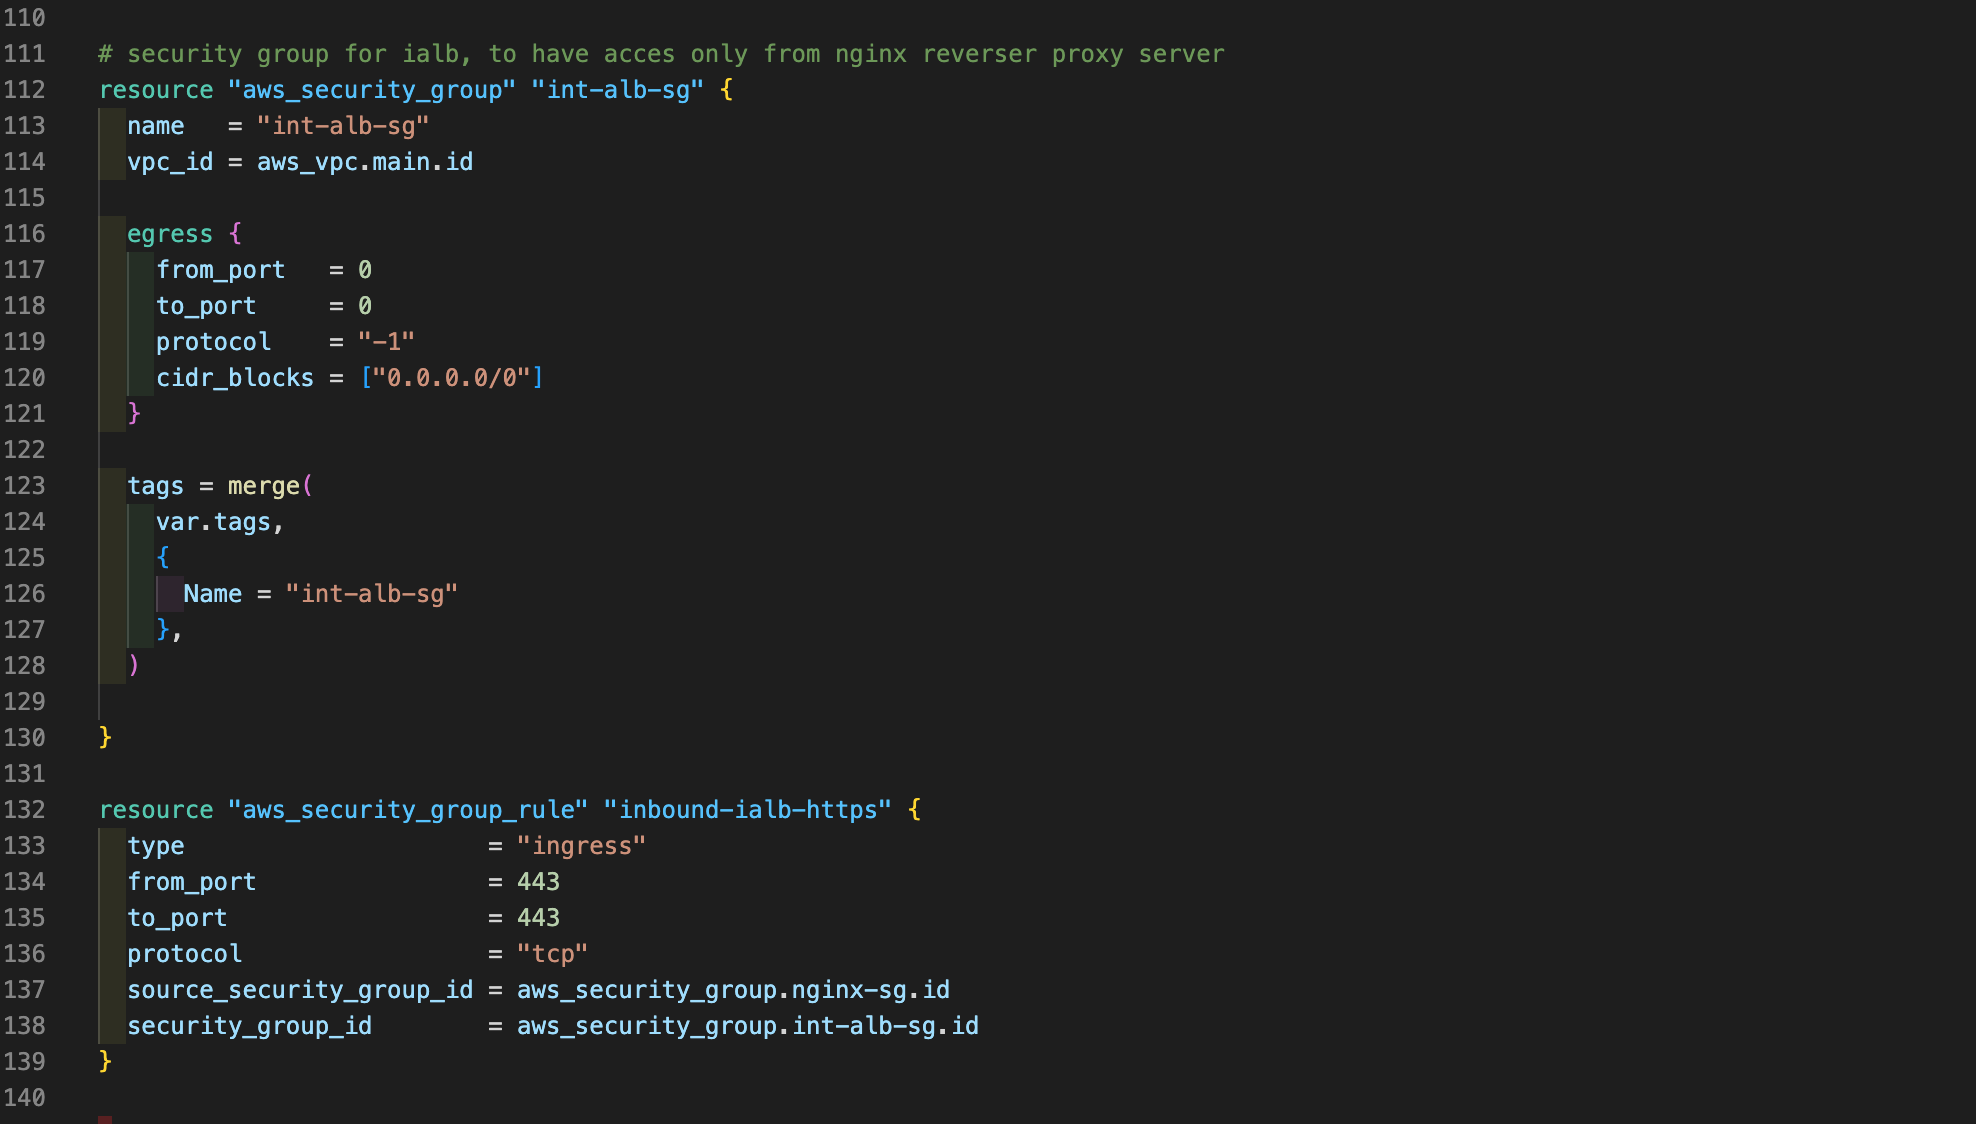 110
111 # security group for ialb, to have acces only from nginx reverser proxy server
112 resource "aws_security_group" "int-alb-sg" {
113   name   = "int-alb-sg"
114   vpc_id = aws_vpc.main.id
115
116   egress {
117     from_port   = 0
118     to_port     = 0
119     protocol    = "-1"
120     cidr_blocks = ["0.0.0.0/0"]
121   }
122
123   tags = merge(
124     var.tags,
125     {
126       Name = "int-alb-sg"
127     },
128   )
129
130 }
131
132 resource "aws_security_group_rule" "inbound-ialb-https" {
133   type                     = "ingress"
134   from_port                = 443
135   to_port                  = 443
136   protocol                 = "tcp"
137   source_security_group_id = aws_security_group.nginx-sg.id
138   security_group_id        = aws_security_group.int-alb-sg.id
139 }
140